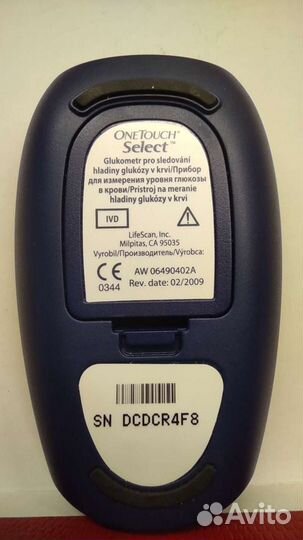 ONETOUCH®
Select™
Glukometr pro sledování
hladiny glukózy v krvi/Прибор
для измерения уровня глюкозы
в крови/Prístroj na meranie
hladiny glukózy v krvi
IVD
LifeScan, Inc.
Milpitas, CA 95035
Vyrobil/Производитель/Výrobca:
CE
0344
AW 06490402A
Rev. date: 02/2009
SN DCDCR4F8
Avito